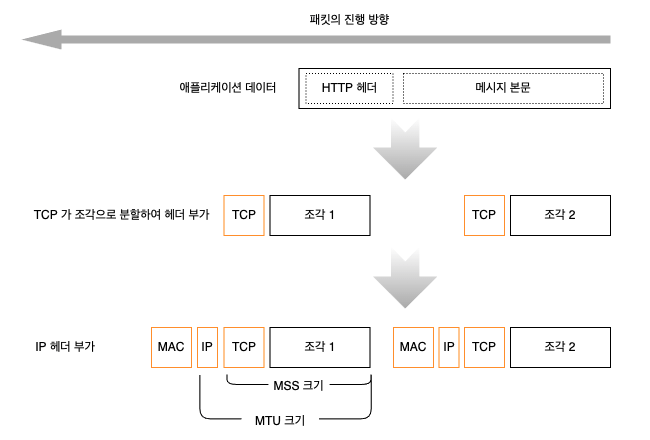 패킷의 진행 방향
애플리케이션 데이터
HTTP 헤더
메시지 본문
TCP 가 조각으로 분할하여 헤더 부가
TCP
조각 1
TCP
조각 2
IP 헤더 부가
MAC
IP
TCP
조각 1
MAC
IP
TCP
조각 2
MSS 크기
MTU 크기